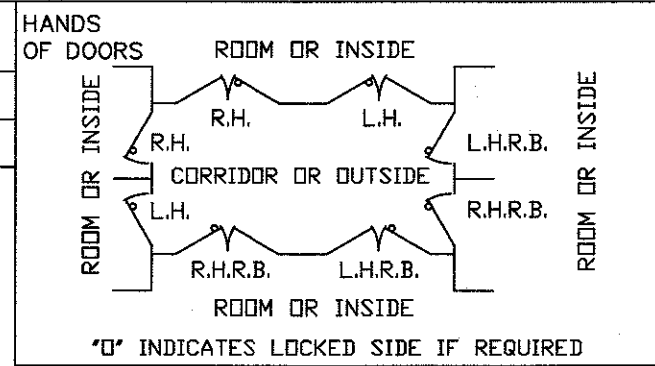 HANDS
OF DOORS
ROOM OR INSIDE
ROOM OR INSIDE
R.H.
L.H.
R.H.
L.H.R.B.
CORRIDOR OR OUTSIDE
L.H.
R.H.R.B.
R.H.R.B.
L.H.R.B.
ROOM OR INSIDE
ROOM OR INSIDE
"O" INDICATES LOCKED SIDE IF REQUIRED